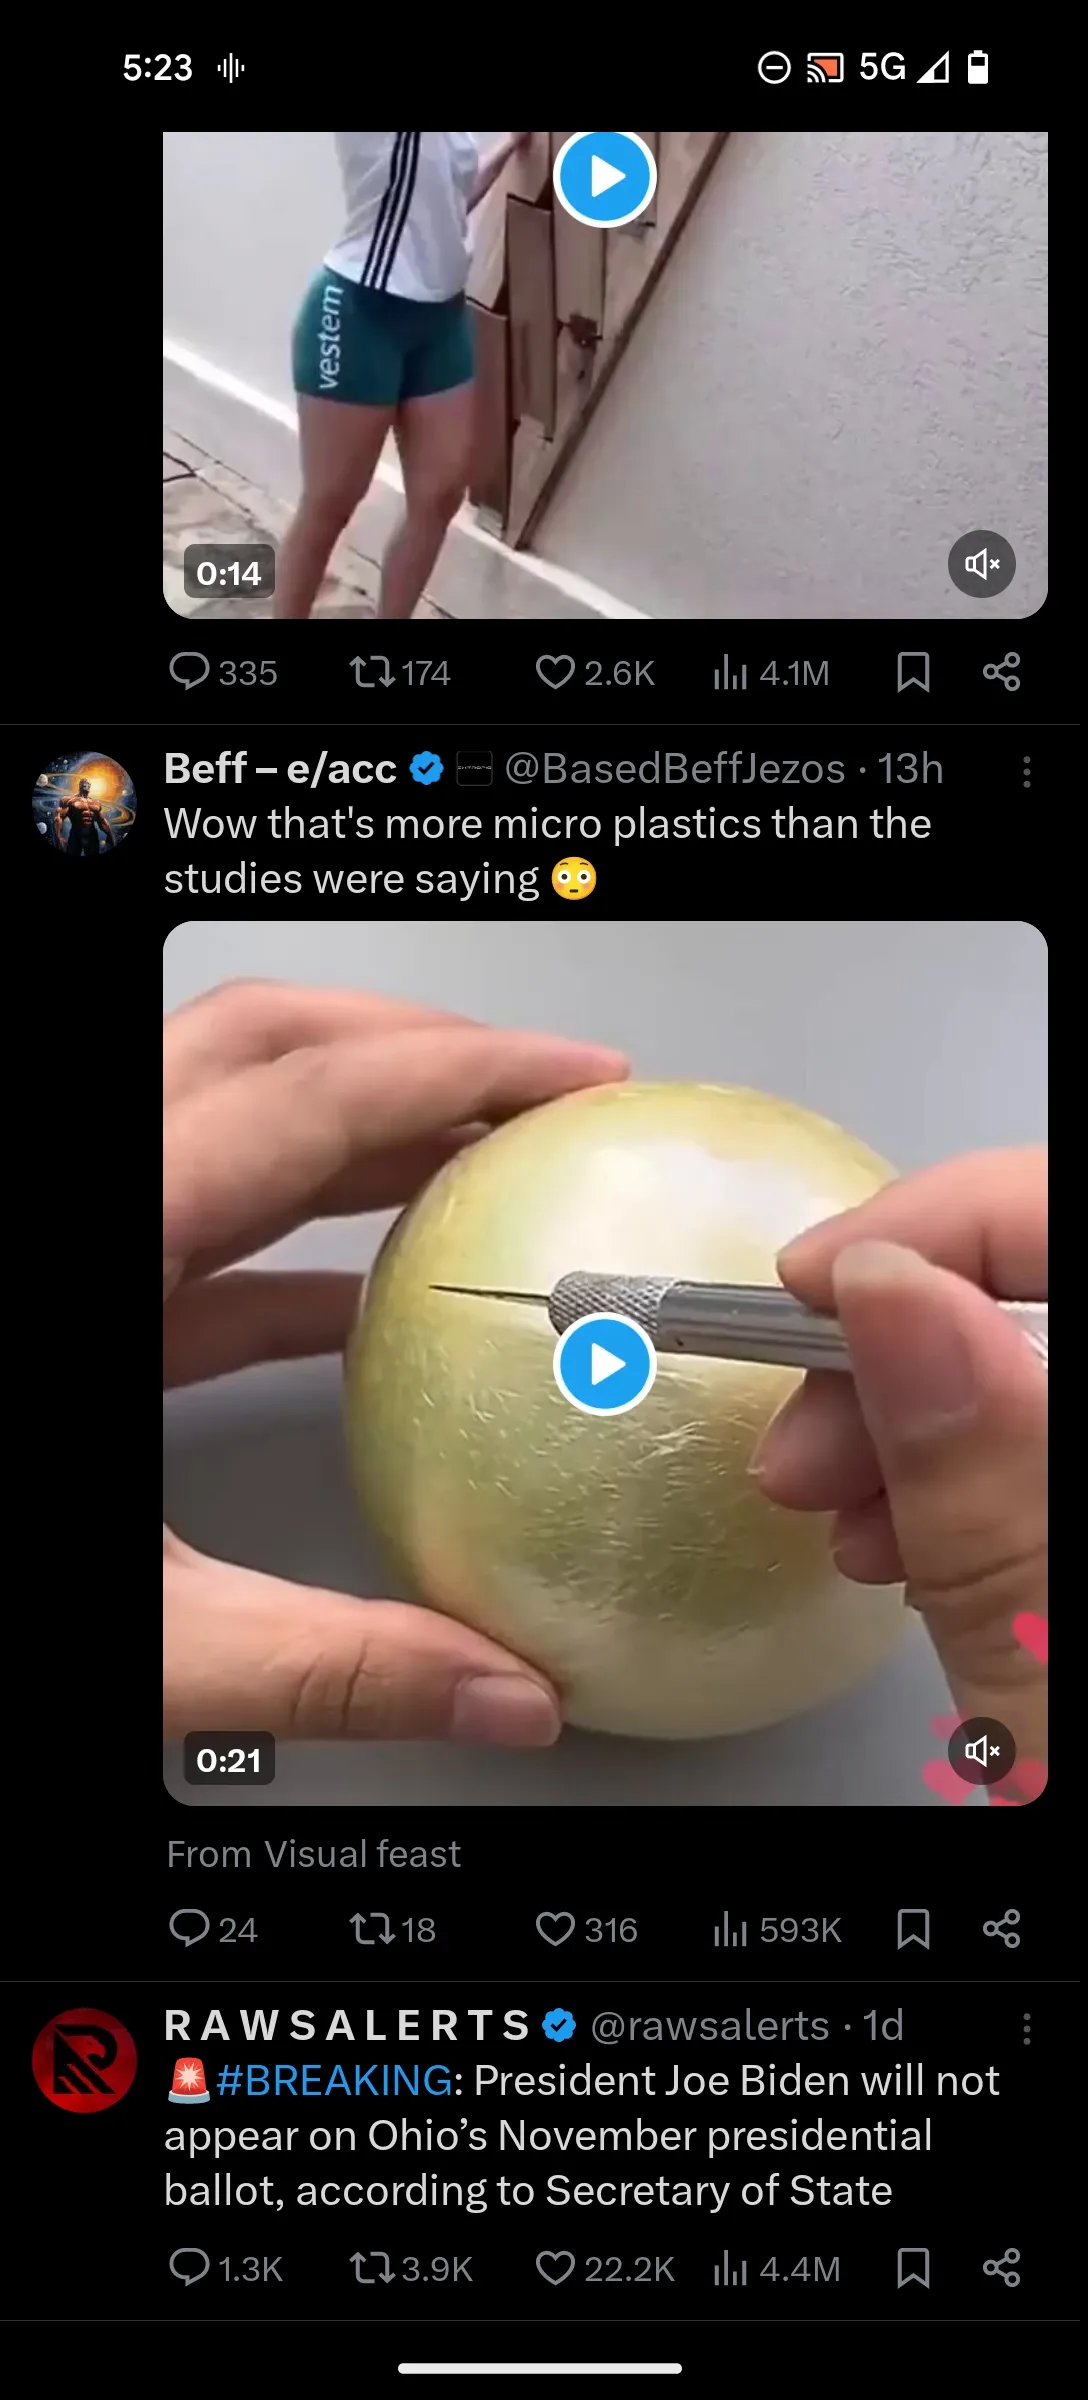 5:23 5G
vestem
0:14
335 174 2.6K 4.1M
Beff – e/acc @BasedBeffJezos · 13h
Wow that's more micro plastics than the
studies were saying 😳
0:21
From Visual feast
24 18 316 593K
R A W S A L E R T S @rawsalerts · 1d
🚨#BREAKING: President Joe Biden will not
appear on Ohio’s November presidential
ballot, according to Secretary of State
1.3K 3.9K 22.2K 4.4M